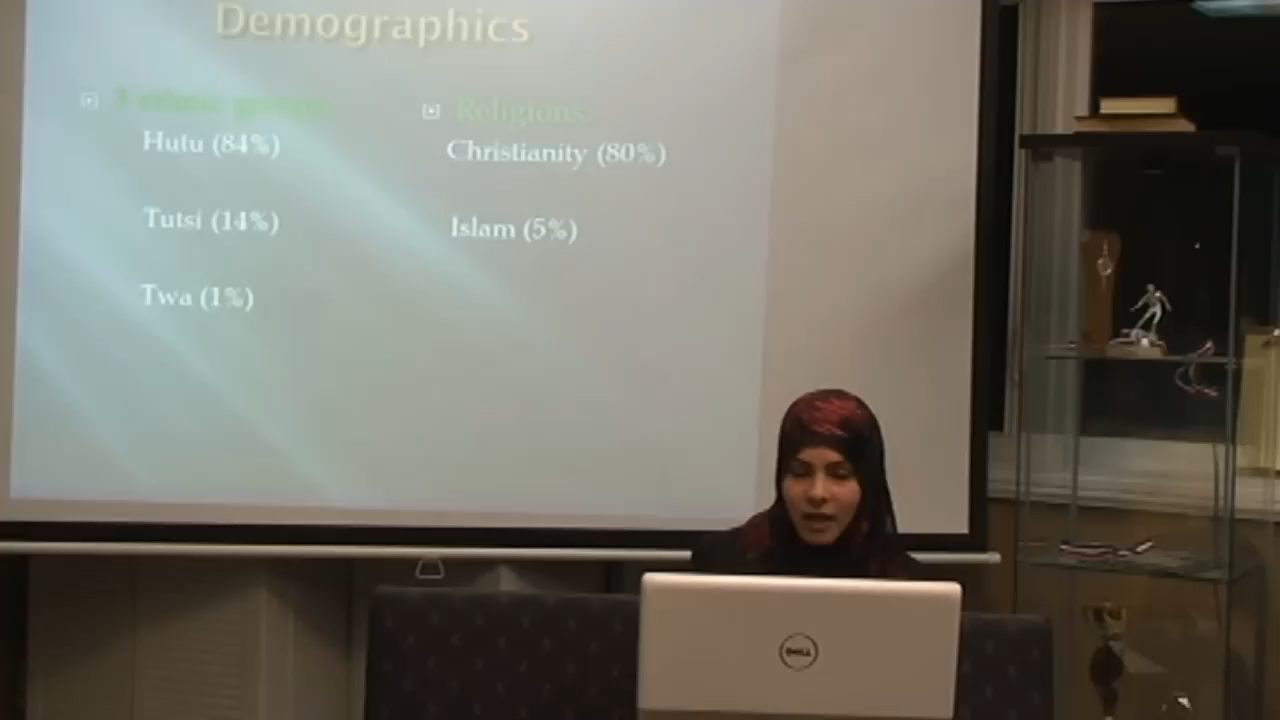 Demographics
3 ethnic groups:
Hutu (84%)
Tutsi (14%)
Twa (1%)
Religions:
Christianity (80%)
Islam (5%)
DELL